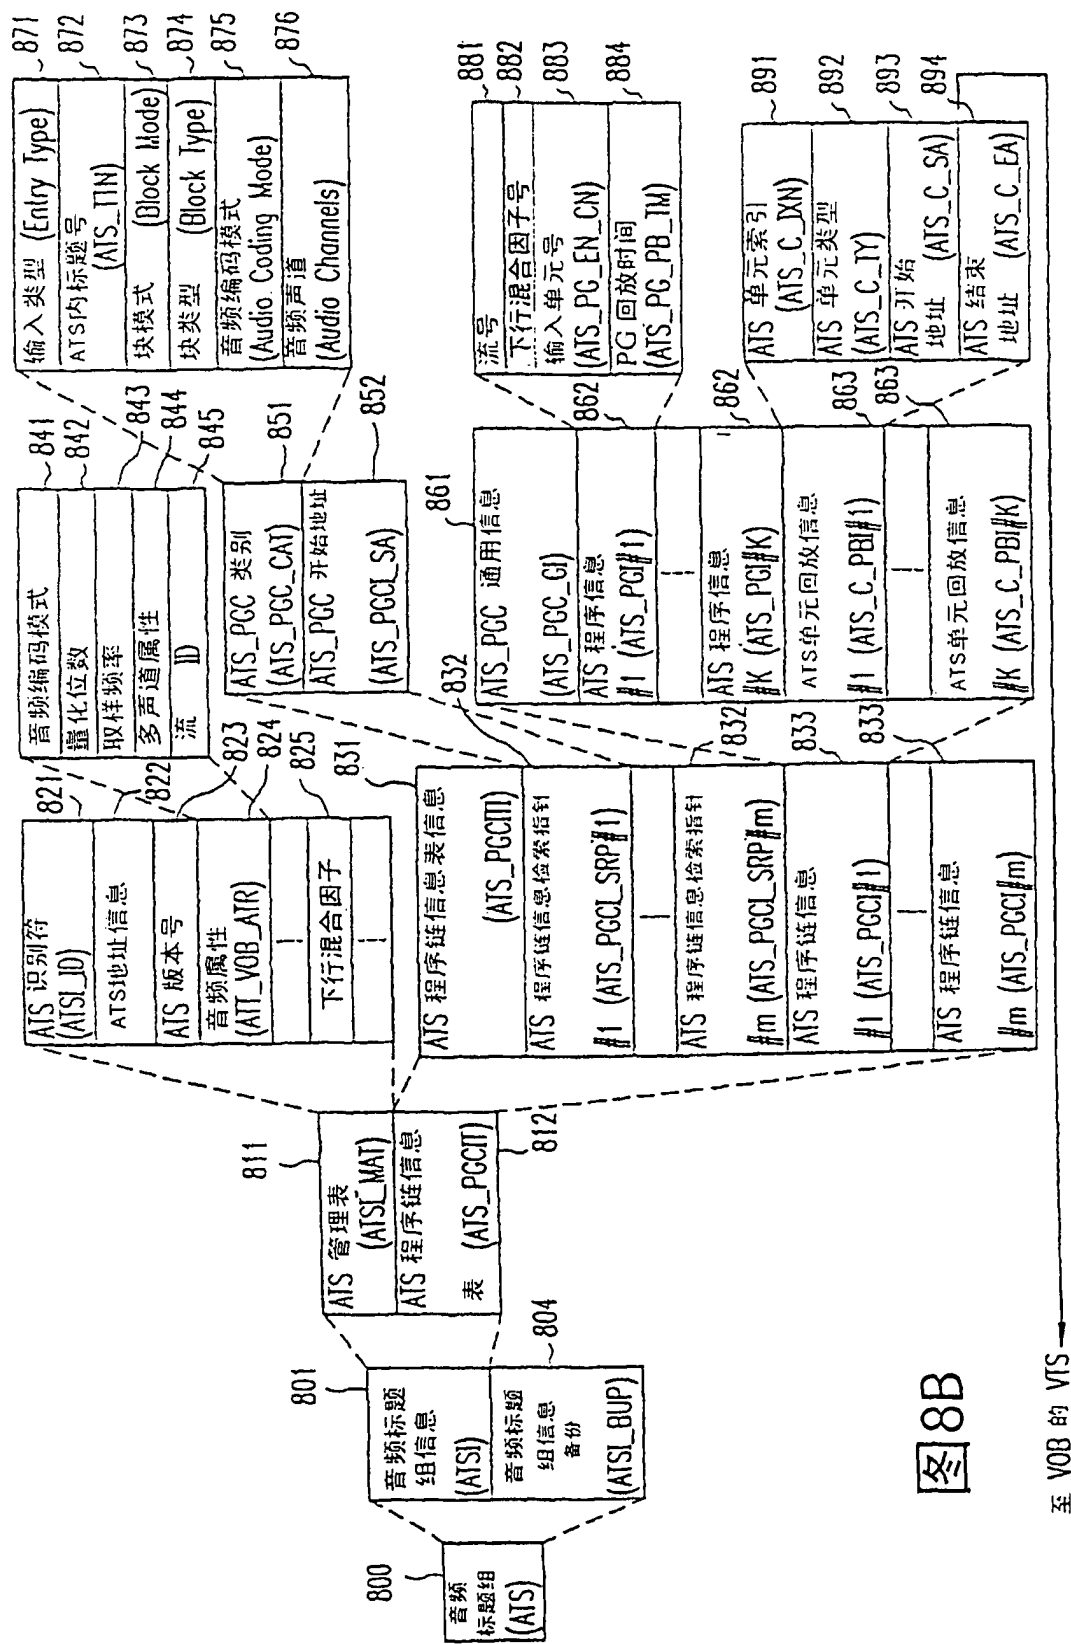 800
音频
标题组
(ATS)
801
音频标题
组信息
(ATSI)
804
音频标题
组信息
备份
(ATSI_BUP)
811
ATS 管理表
(ATSI_MAT)
ATS 程序链信息
表 (ATS_PGCIT)
812
ATS 识别符
(ATSI_ID)
821
ATS地址信息
822
ATS 版本号
823
音频属性
(ATT_VOB_ATR)
824
下行混合因子
825
ATS 程序链信息表信息
(ATS_PGCITI)
831
ATS 程序链信息检索指针
#1 (ATS_PGCI_SRP#1)
832
ATS 程序链信息检索指针
#m (ATS_PGCI_SRP#m)
832
ATS 程序链信息
#1 (ATS_PGCI#1)
833
ATS 程序链信息
#m (ATS_PGCI#m)
833
音频编码模式
841
量化位数
842
取样频率
843
多声道属性
844
流 ID
845
ATS_PGC 类别
(ATS_PGC_CAT)
851
ATS_PGC 开始地址
(ATS_PGCI_SA)
852
861
ATS_PGC 通用信息
(ATS_PGC_GI)
ATS 程序信息
#1 (ATS_PGI#1)
862
ATS 程序信息
#K (ATS_PGI#K)
862
ATS单元回放信息
#1 (ATS_C_PBI#1)
863
ATS单元回放信息
#K (ATS_C_PBI#K)
863
输入类型 (Entry Type)
871
ATS内标题号
(ATS_TTN)
872
块模式 (Block Mode)
873
块类型 (Block Type)
874
音频编码模式
(Audio Coding Mode)
875
音频声道
(Audio Channels)
876
流号
881
下行混合因子号
882
输入单元号
(ATS_PG_EN_CN)
883
PG 回放时间
(ATS_PG_PB_TM)
884
ATS 单元索引
(ATS_C_IXN)
891
ATS 单元类型
(ATS_C_TY)
892
ATS 开始
地址 (ATS_C_SA)
893
ATS 结束
地址 (ATS_C_EA)
894
至 VOB 的 VTS
图8B